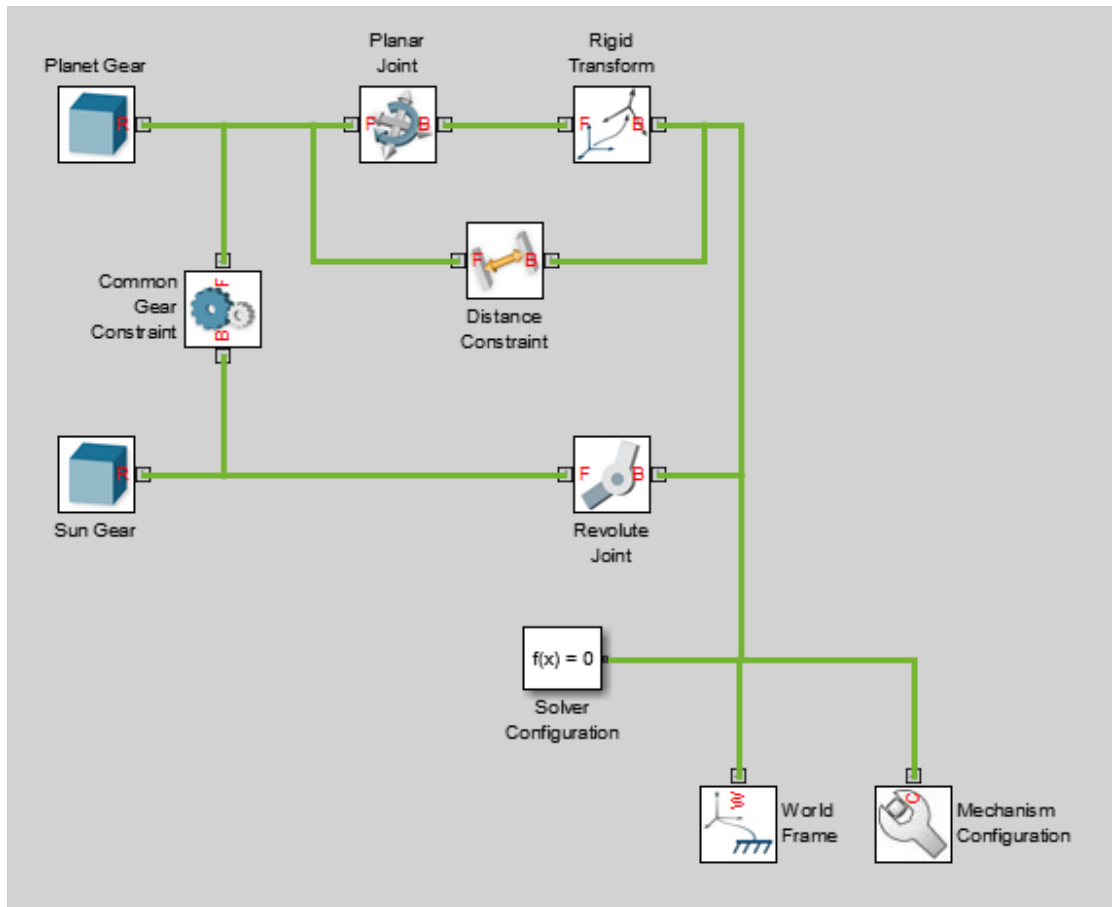 Planar
Joint
Rigid
Transform
Planet Gear
R
F
B
F
B
F
B
Common
Gear
Constraint
F
B
Distance
Constraint
R
F
B
Sun Gear
Revolute
Joint
f(x) = 0
Solver
Configuration
W
World
Frame
C
Mechanism
Configuration